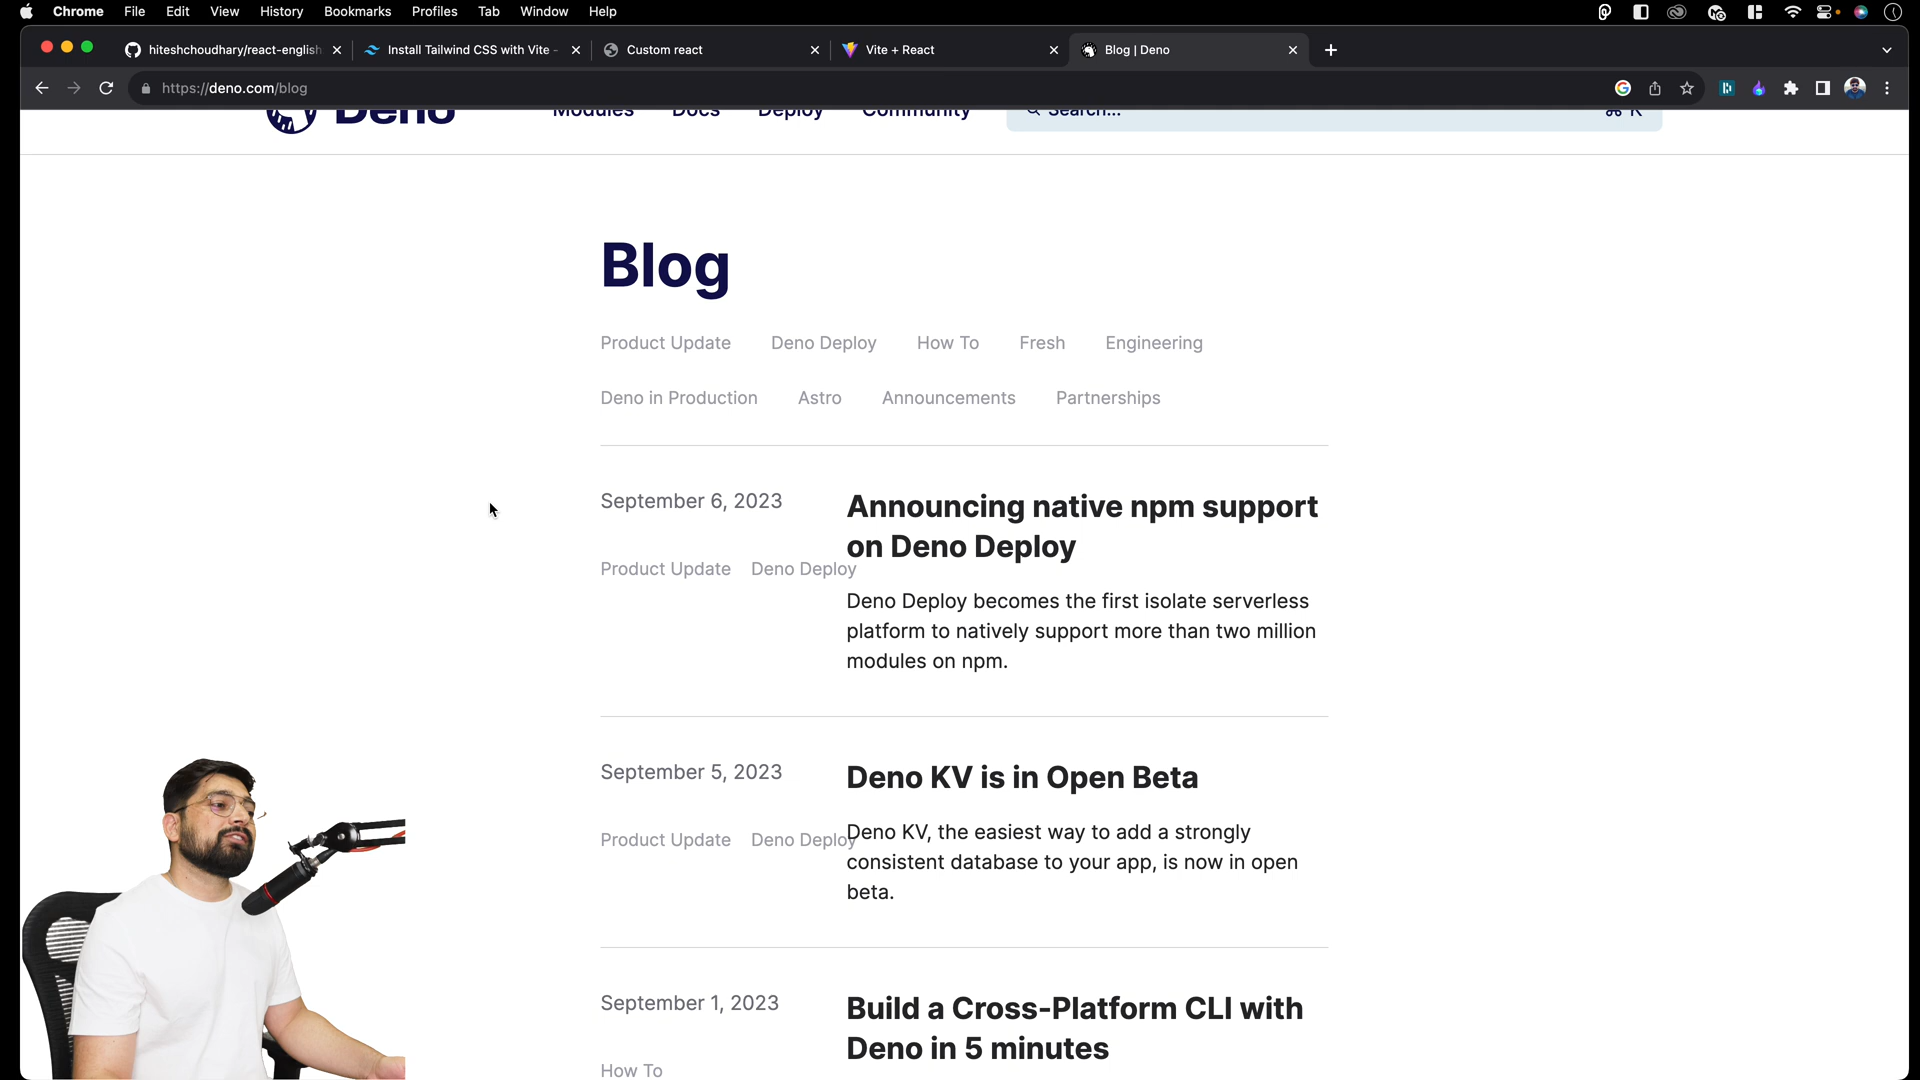 Chrome File Edit View History Bookmarks Profiles Tab Window Help
hiteshchoudhary/react-english
Install Tailwind CSS with Vite -
Custom react
Vite + React
Blog | Deno
https://deno.com/blog
Deno Modules Docs Deploy Community Search... ⌘ K
Blog
Product Update Deno Deploy How To Fresh Engineering
Deno in Production Astro Announcements Partnerships
September 6, 2023
Product Update Deno Deploy
Announcing native npm support
on Deno Deploy
Deno Deploy becomes the first isolate serverless
platform to natively support more than two million
modules on npm.
September 5, 2023
Product Update Deno Deploy
Deno KV is in Open Beta
Deno KV, the easiest way to add a strongly
consistent database to your app, is now in open
beta.
September 1, 2023
How To
Build a Cross-Platform CLI with
Deno in 5 minutes